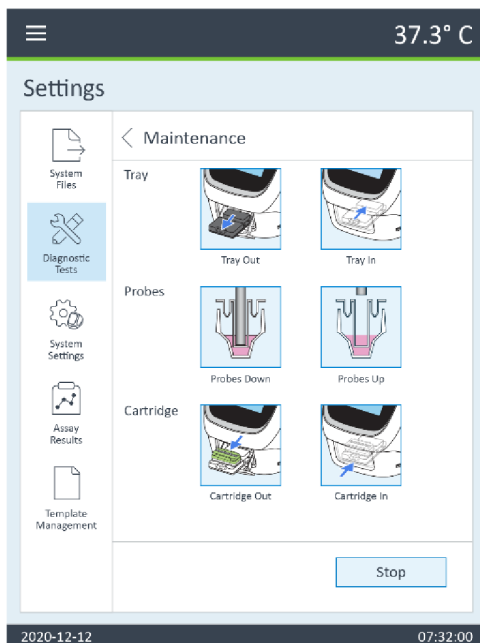 37.3° C
Settings
System
Files
Diagnostic
Tests
System
Settings
Assay
Results
Template
Management
Maintenance
Tray
Tray Out
Tray In
Probes
Probes Down
Probes Up
Cartridge
Cartridge Out
Cartridge In
Stop
2020-12-12
07:32:00